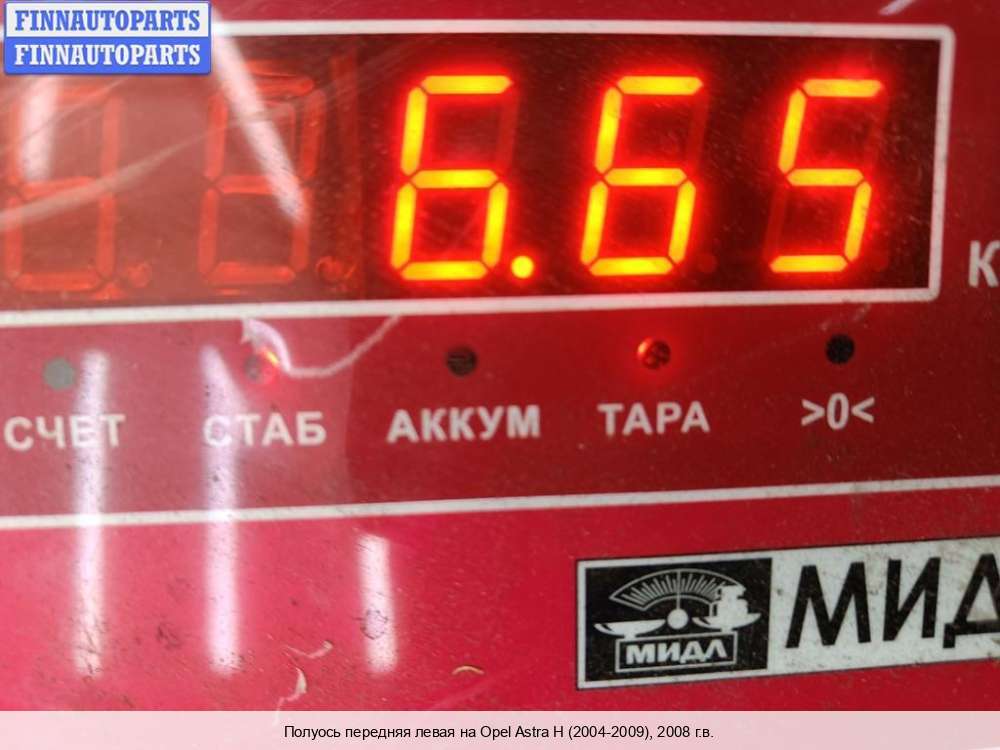 FINNAUTOPARTS
FINNAUTOPARTS
6.65
К
СЧЕТ СТАБ АККУМ ТАРА >0<
МИДЛ
МИД
Полуось передняя левая на Opel Astra H (2004-2009), 2008 г.в.